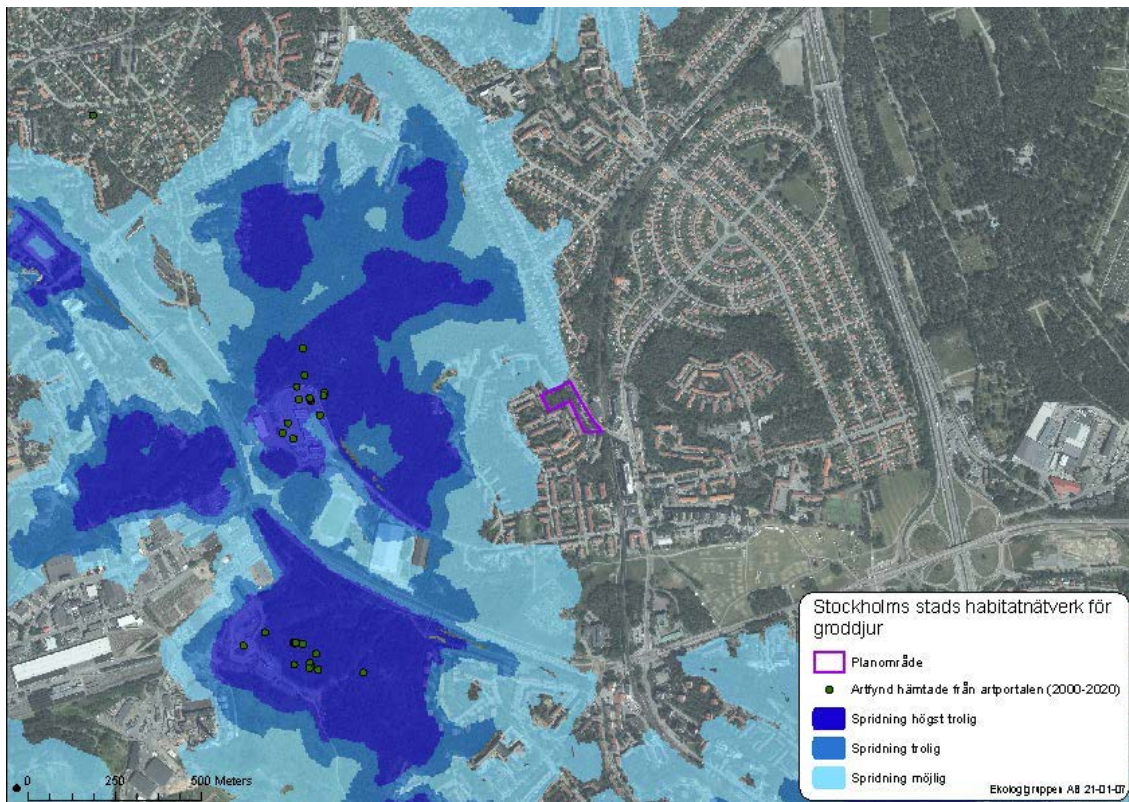 Stockholms stads habitatnätverk för
groddjur
Planområde
Artfynd hämtade från artportalen (2000-2020)
Spridning högst trolig
Spridning trolig
Spridning möjlig
0 250 500 Meters
Ekologigruppen AB 21-01-07